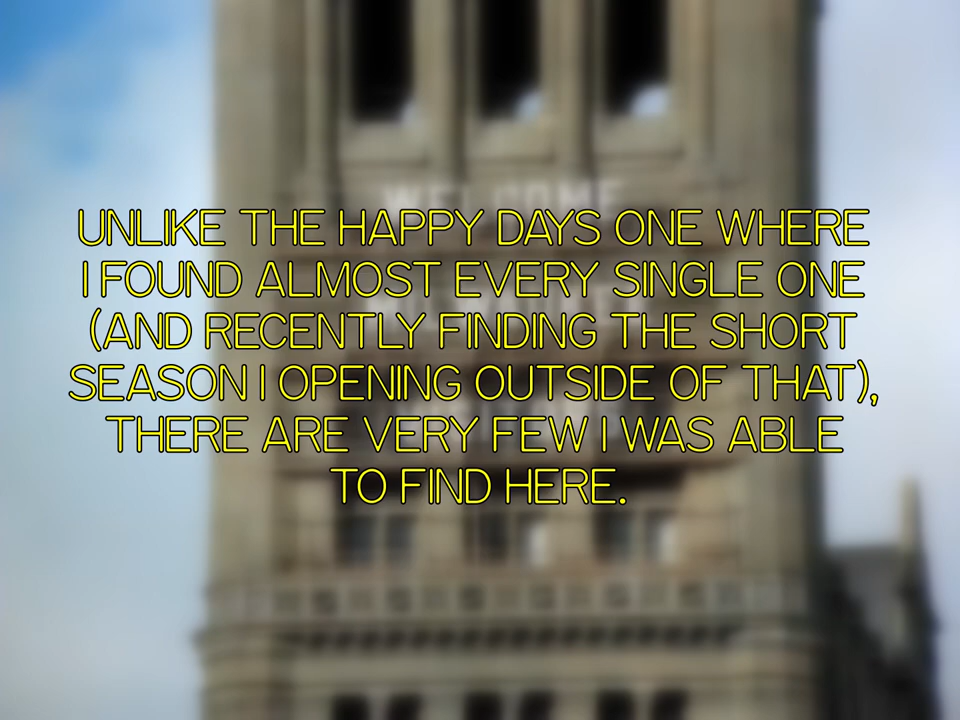 WELCOME
UNLIKE THE HAPPY DAYS ONE WHERE
I FOUND ALMOST EVERY SINGLE ONE
(AND RECENTLY FINDING THE SHORT
SEASON I OPENING OUTSIDE OF THAT),
THERE ARE VERY FEW I WAS ABLE
TO FIND HERE.